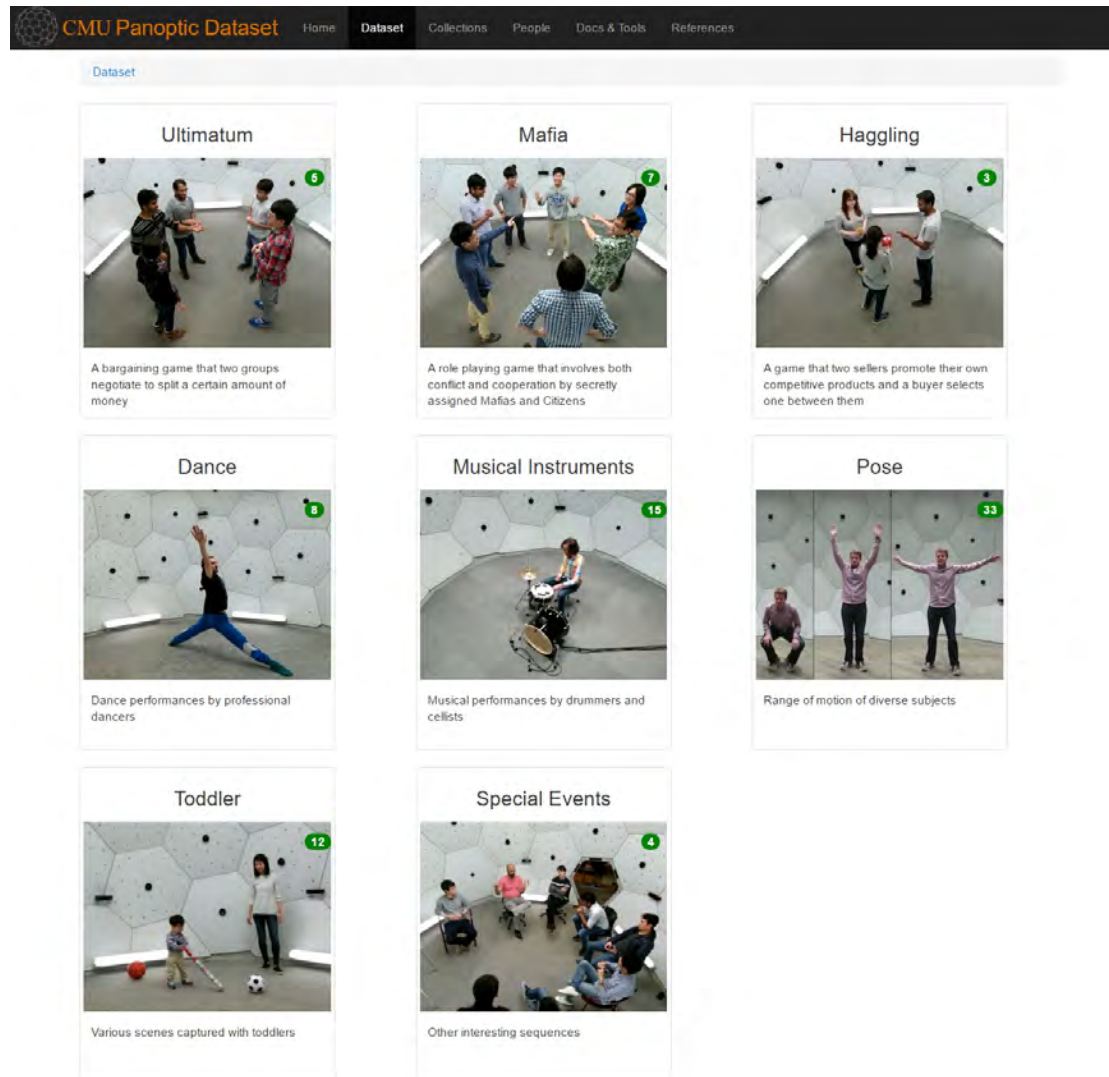 CMU Panoptic Dataset Home Dataset Collections People Docs & Tools References
Dataset
Ultimatum
5
A bargaining game that two groups
negotiate to split a certain amount of
money
Mafia
7
A role playing game that involves both
conflict and cooperation by secretly
assigned Mafias and Citizens
Haggling
3
A game that two sellers promote their own
competitive products and a buyer selects
one between them
Dance
8
Dance performances by professional
dancers
Musical Instruments
15
Musical performances by drummers and
cellists
Pose
33
Range of motion of diverse subjects
Toddler
12
Various scenes captured with toddlers
Special Events
4
Other interesting sequences